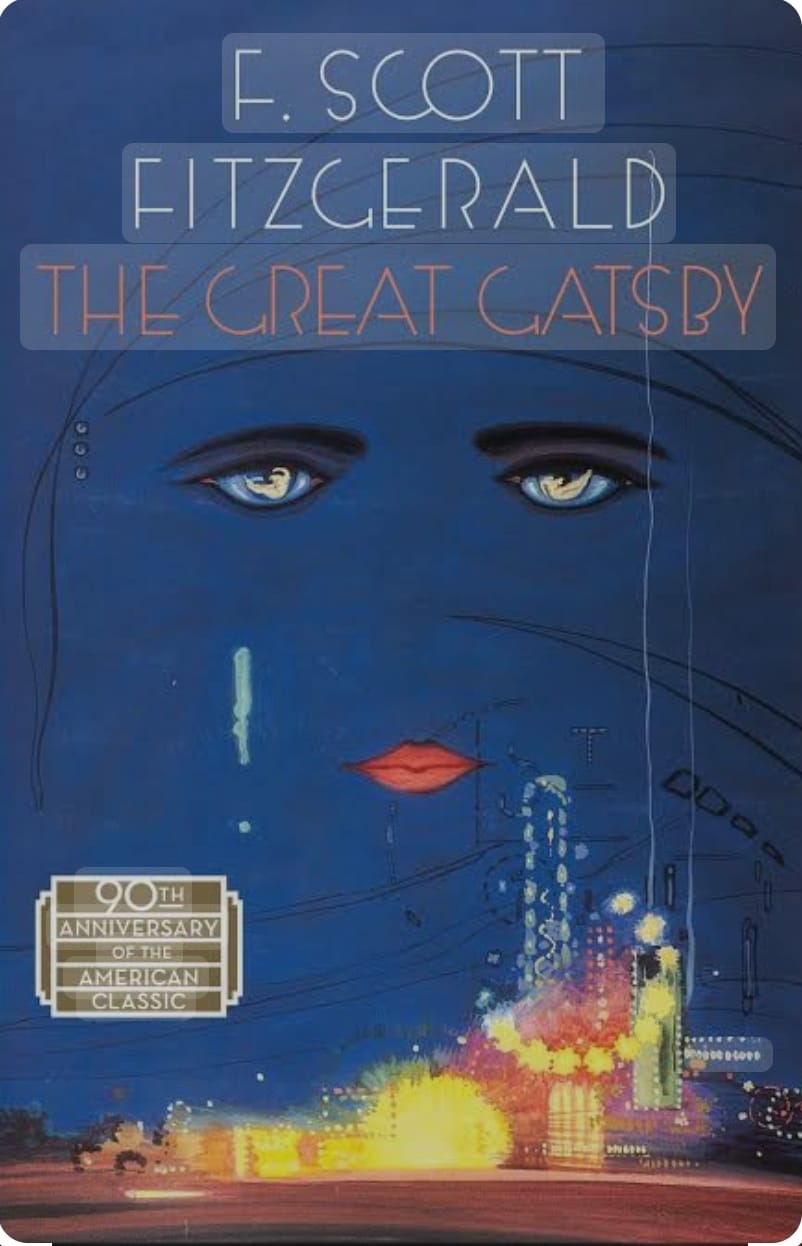 F. SCOTT
FITZGERALD
THE GREAT GATSBY
90TH
ANNIVERSARY
OF THE
AMERICAN
CLASSIC